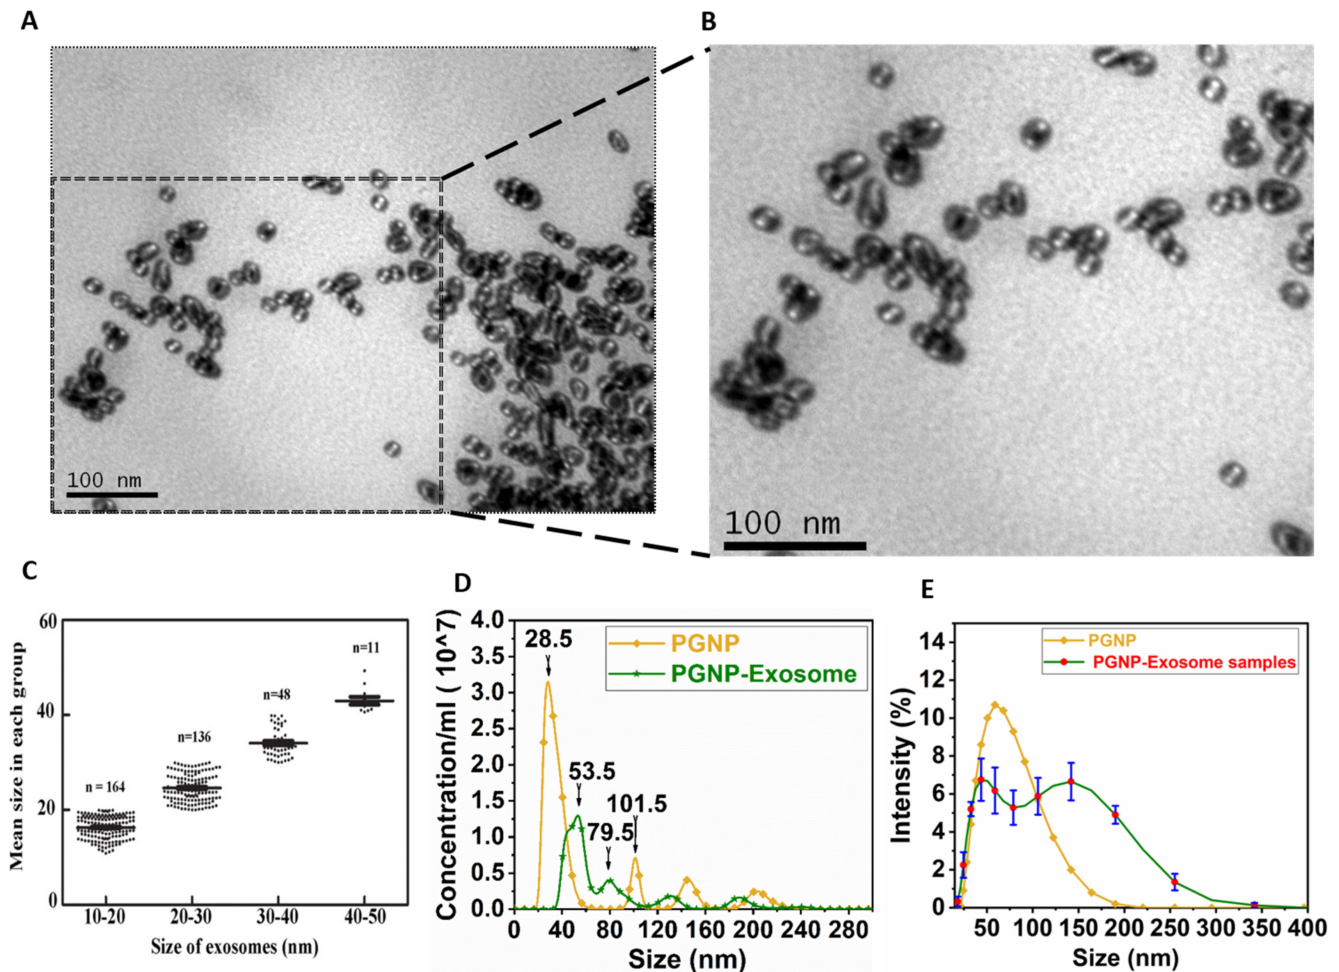 A
B
100 nm
100 nm
C
60
40
20
0
Mean size in each group
n = 164
n=136
n=48
n=11
10-20
20-30
30-40
40-50
Size of exosomes (nm)
D
4.0
3.5
3.0
2.5
2.0
1.5
1.0
0.5
0.0
Concentration/ml ( 10^7)
28.5
53.5
79.5
101.5
PGNP
PGNP-Exosome
0 40 80 120 160 200 240 280
Size (nm)
E
14
12
10
8
6
4
2
0
Intensity (%)
PGNP
PGNP-Exosome samples
50 100 150 200 250 300 350 400
Size (nm)